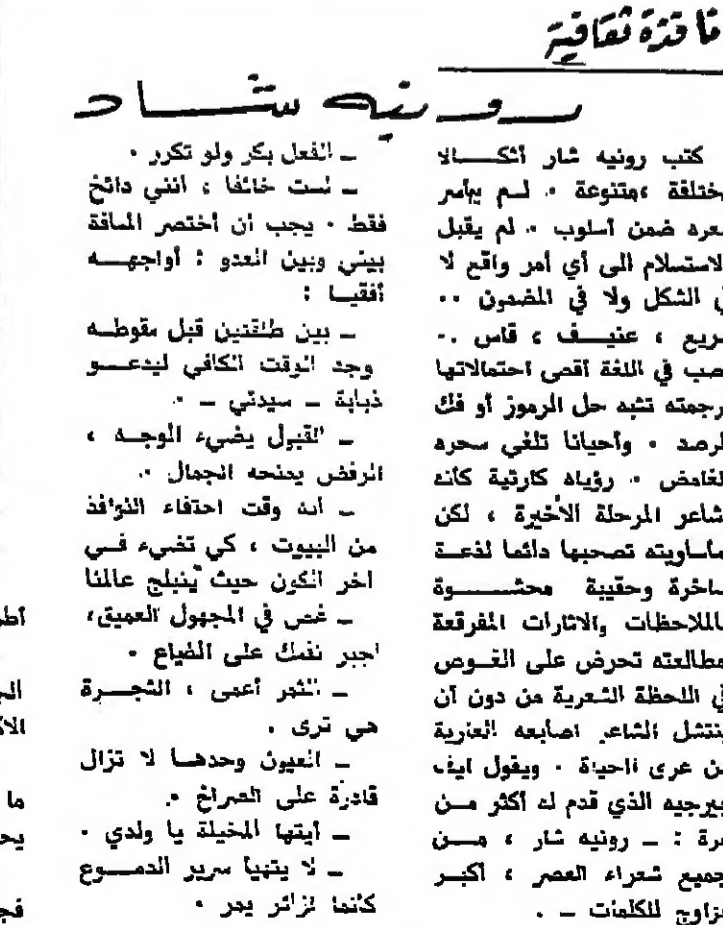 نافذة ثقافية
رونيه شار
كتب رونيه شار أشكالا
مختلفة متنوعة . لم يأسر
شعره ضمن أسلوب . لم يقبل
الاستسلام الى أي أمر واقع لا
في الشكل ولا في المضمون ..
سريع ، عنيف ، قاس ..
صب في اللغة أقصى احتمالاتها
ترجمته تشبه حل الرموز أو فك
الرصد . وأحيانا تلغي سحره
الغامض . رؤياه كارثية كأنه
شاعر المرحلة الأخيرة ، لكن
مأساويته تصحبها دائما لذعة
ساخرة وحقيبة محشوة
بالملاحظات والاشارات المفرقعة
مطالعته تحرض على الغوص
في اللحظة الشعرية من دون أن
ينتشل الشاعر اصابعه العارية
من عرى الحياة . ويقول ايف
بيرجيه الذي قدم له أكثر من
مرة : ـ رونيه شار ، من
جميع شعراء العصر ، اكبر
مزاوج للكلمات ـ .
ـ الفعل بكر ولو تكرر .
ـ لست خائفا ، انني دائخ
فقط . يجب أن أختصر المسافة
بيني وبين العدو : أواجهه
أفقيا :
ـ بين طلقتين قبل سقوطه
وجد الوقت الكافي ليدعو
ذبابة ـ سيدتي ـ .
ـ القبول يضيء الوجه ،
الرفض يمنحه الجمال .
ـ انه وقت اختفاء النوافذ
من البيوت ، كي تضيء في
اخر الكون حيث ينبلج عالمنا
ـ غص في المجهول العميق،
اجبر نفسك على الضياع .
ـ الثمر أعمى ، الشجرة
هي ترى .
ـ العيون وحدها لا تزال
قادرة على الصراخ .
ـ أيتها المخيلة يا ولدي .
ـ لا يتهيأ سرير الدموع
كأنما لزائر يمر .
ما